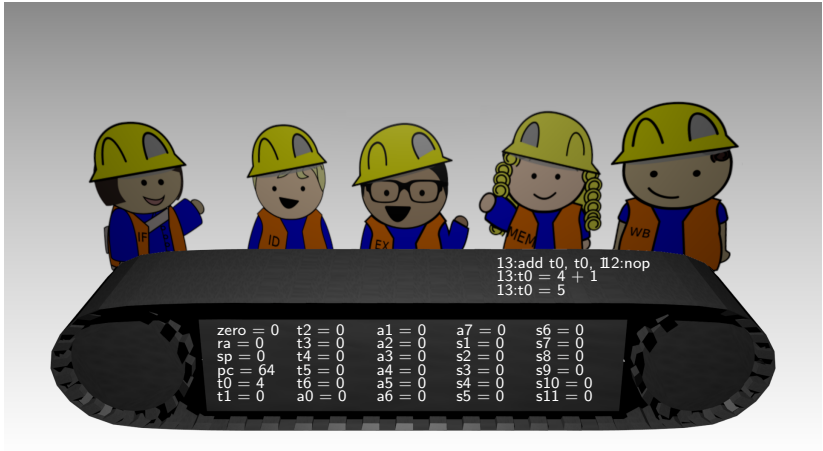 IF
ID
EX
MEM
WB
13:add t0, t0, 1 12:nop
13:t0 = 4 + 1
13:t0 = 5
zero = 0 t2 = 0 a1 = 0 a7 = 0 s6 = 0
ra = 0 t3 = 0 a2 = 0 s1 = 0 s7 = 0
sp = 0 t4 = 0 a3 = 0 s2 = 0 s8 = 0
pc = 64 t5 = 0 a4 = 0 s3 = 0 s9 = 0
t0 = 4 t6 = 0 a5 = 0 s4 = 0 s10 = 0
t1 = 0 a0 = 0 a6 = 0 s5 = 0 s11 = 0